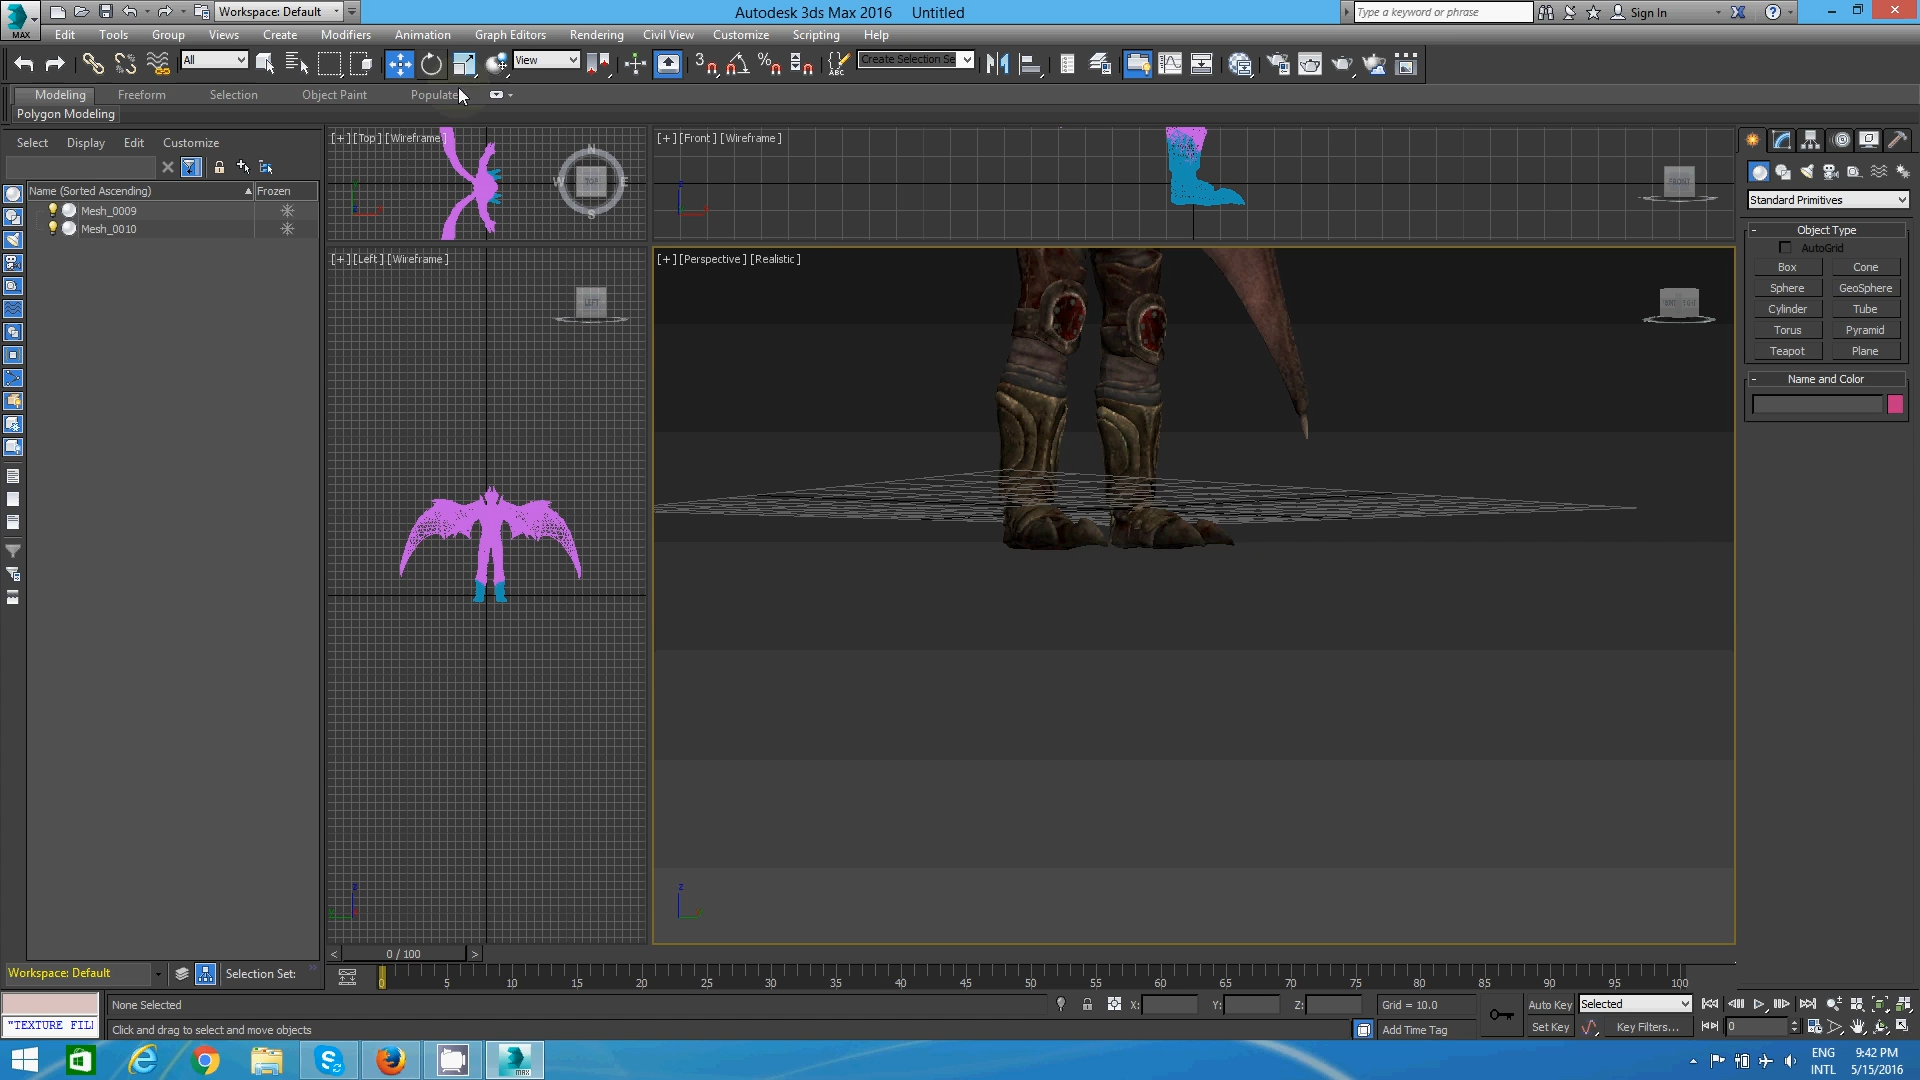 MAX
Workspace: Default
Autodesk 3ds Max 2016 Untitled
Type a keyword or phrase
Sign In
Edit Tools Group Views Create Modifiers Animation Graph Editors Rendering Civil View Customize Scripting Help
All
View
3
ABC
Create Selection Se
Modeling Freeform Selection Object Paint Populate
Polygon Modeling
Select Display Edit Customize
Name (Sorted Ascending) Frozen
Mesh_0009
Mesh_0010
[+] [Top] [Wireframe]
N
W TOP E
S
[+] [Front] [Wireframe]
FRONT
[+] [Left] [Wireframe]
LEFT
[+] [Perspective] [Realistic]
Standard Primitives
- Object Type
AutoGrid
Box Cone
Sphere GeoSphere
Cylinder Tube
Torus Pyramid
Teapot Plane
- Name and Color
z
z
< 0 / 100 >
0 5 10 15 20 25 30 35 40 45 50 55 60 65 70 75 80 85 90 95 100
Workspace: Default
Selection Set:
"TEXTURE FILI
None Selected
X: Y: Z:
Grid = 10.0
Auto Key
Selected
Click and drag to select and move objects
Add Time Tag
Set Key
Key Filters...
0
MAX
ENG
INTL
9:42 PM
5/15/2016